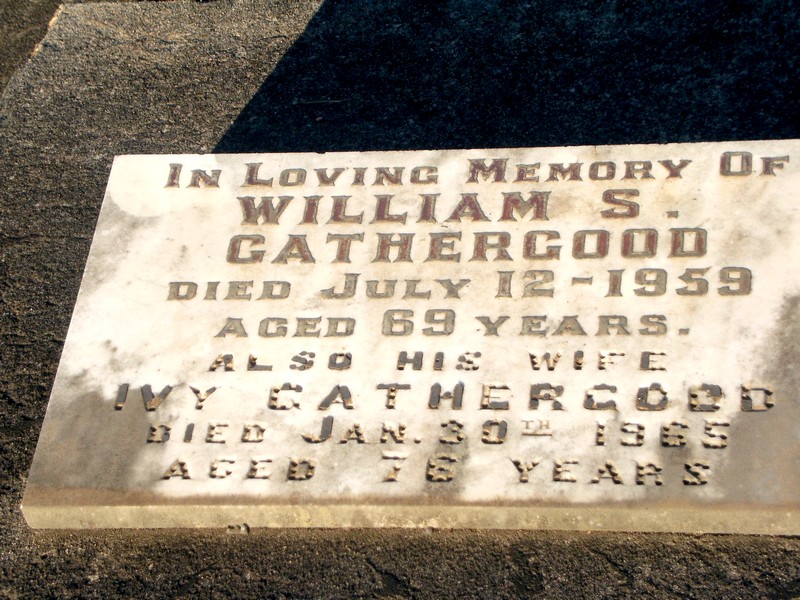 IN LOVING MEMORY OF
WILLIAM S.
GATHERGOOD
DIED JULY 12-1959
AGED 69 YEARS.
ALSO HIS WIFE
IVY GATHERGOOD
DIED JAN. 30TH 1965
AGED 76 YEARS